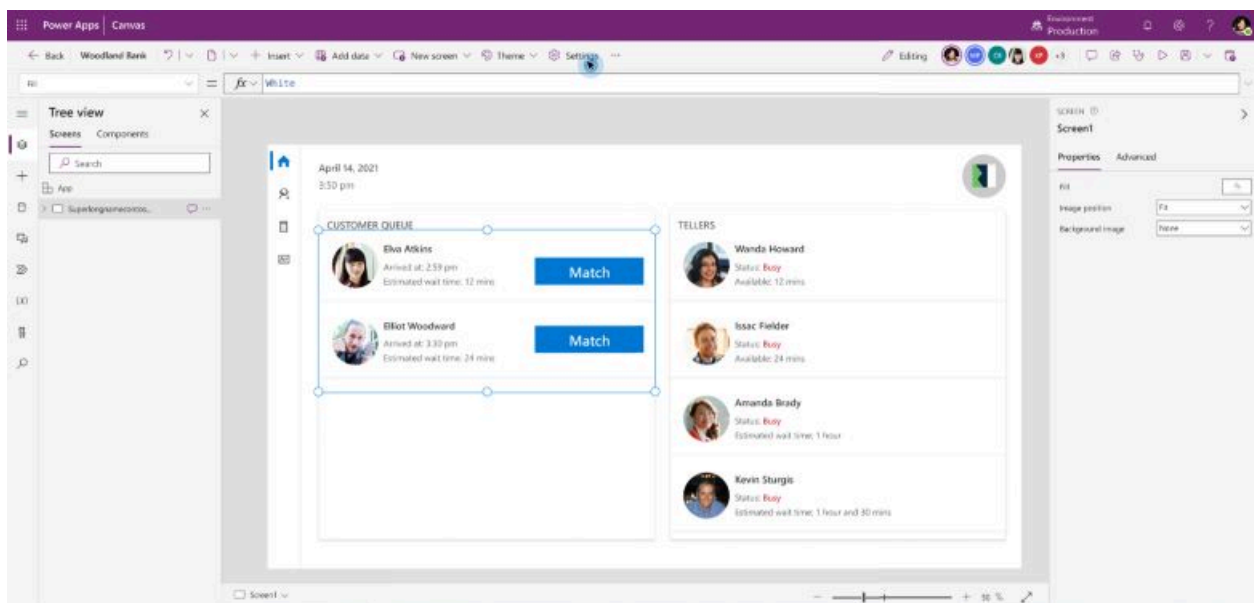 Power Apps | Canvas
Environment
Production
?
Back Woodland Bank Insert Add data New screen Theme Settings ... Editing +3
Fill = fx White
Tree view
Screens Components
Search
App
SCREEN
Screen1
Properties Advanced
Fill
Image position Fit
Background image None
April 14, 2021
3:50 pm
CUSTOMER QUEUE
Elva Atkins
Arrived at: 2:59 pm
Estimated wait time: 12 mins
Match
Elliot Woodward
Arrived at: 3:30 pm
Estimated wait time: 24 mins
Match
TELLERS
Wanda Howard
Status: Busy
Available: 12 mins
Issac Fielder
Status: Busy
Available: 24 mins
Amanda Brady
Status: Busy
Estimated wait time: 1 hour
Kevin Sturgis
Status: Busy
Estimated wait time: 1 hour and 30 mins
Screen1
%